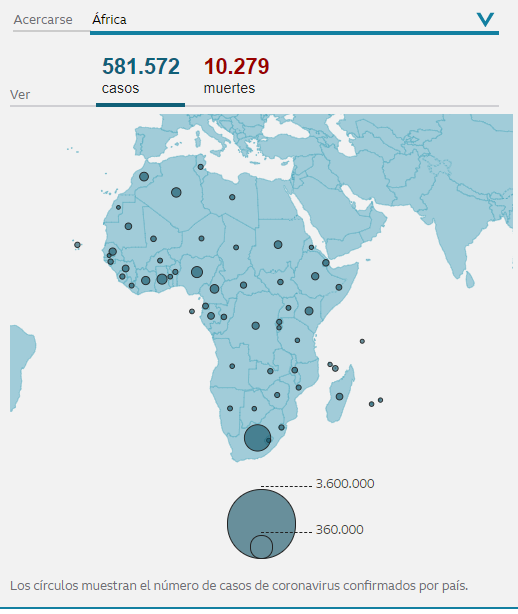 Acercarse África
581.572 10.279
casos muertes
Ver
3.600.000
360.000
Los círculos muestran el número de casos de coronavirus confirmados por país.